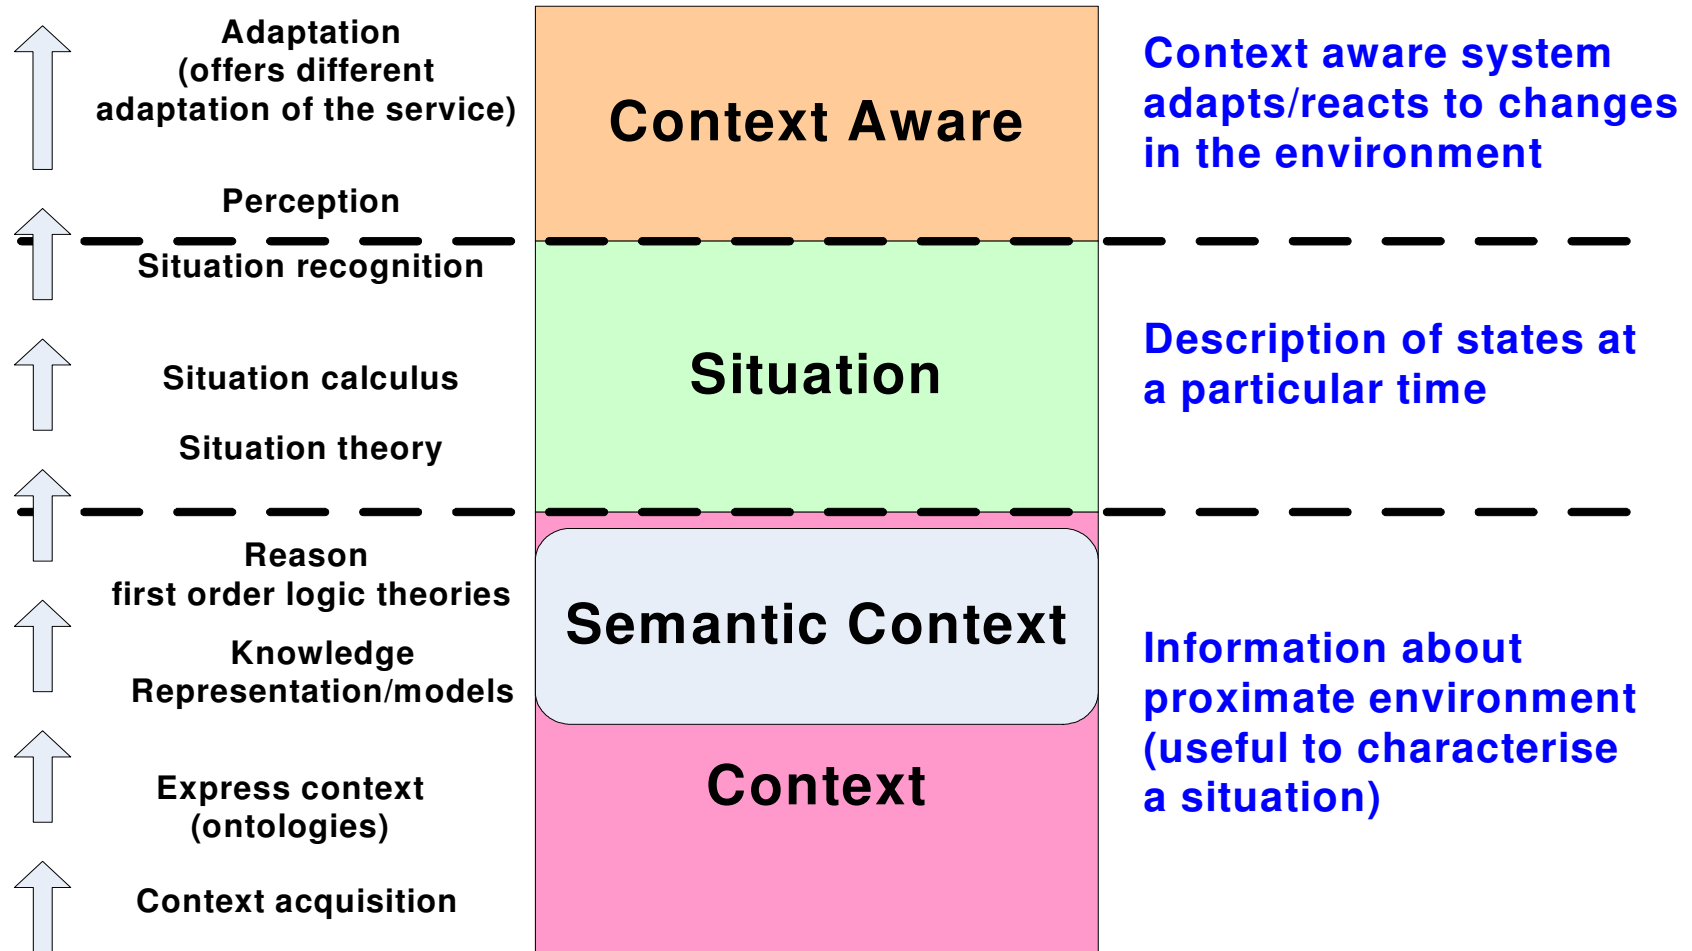 Adaptation
(offers different
adaptation of the service)
Perception
Situation recognition
Situation calculus
Situation theory
Reason
first order logic theories
Knowledge
Representation/models
Express context
(ontologies)
Context acquisition
Context Aware
Situation
Semantic Context
Context
Context aware system
adapts/reacts to changes
in the environment
Description of states at
a particular time
Information about
proximate environment
(useful to characterise
a situation)